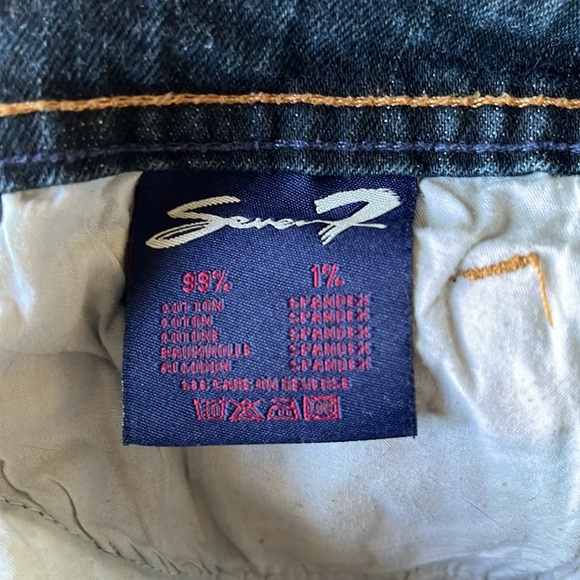 Seven7
99% 1%
COTTON SPANDEX
COTON SPANDEX
COTONE SPANDEX
BAUMWOLLE SPANDEX
ALGODON SPANDEX
SEE CARE ON REVERSE